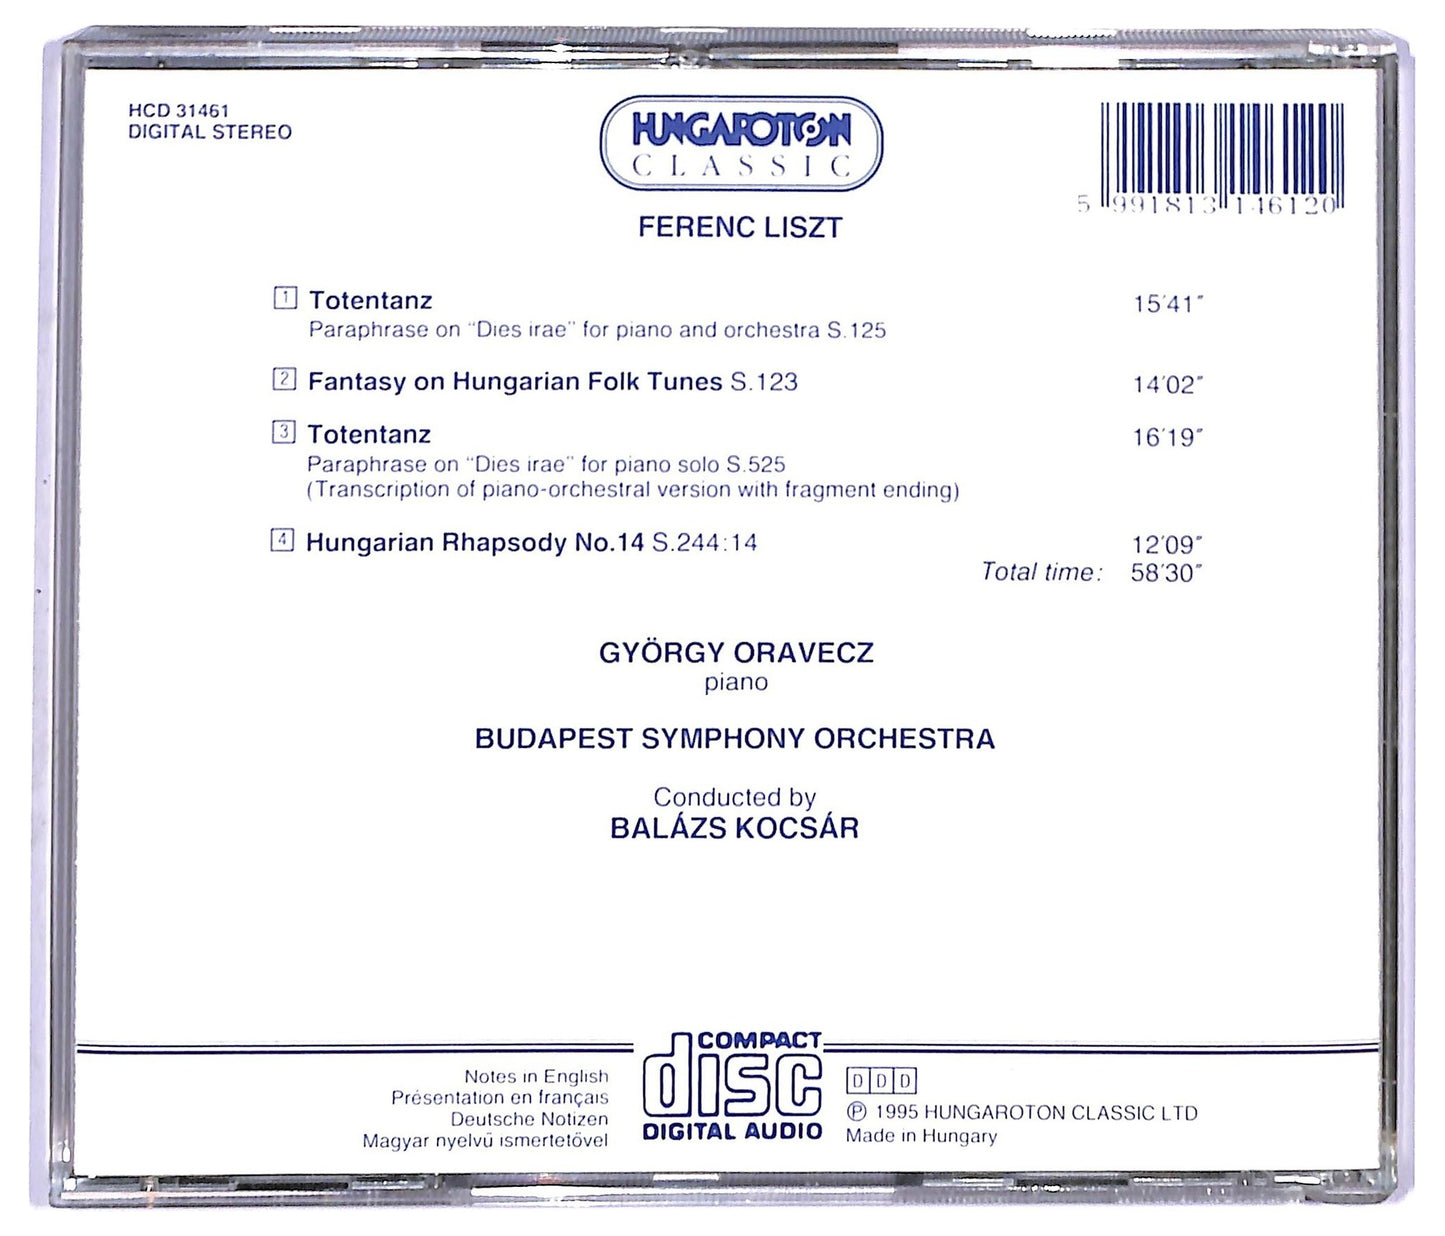 HCD 31461
DIGITAL STEREO
HUNGAROTON
CLASSIC
5 991813 146120
FERENC LISZT
1 Totentanz 15'41"
Paraphrase on "Dies irae" for piano and orchestra S.125
2 Fantasy on Hungarian Folk Tunes S.123 14'02"
3 Totentanz 16'19"
Paraphrase on "Dies irae" for piano solo S.525
(Transcription of piano-orchestral version with fragment ending)
4 Hungarian Rhapsody No.14 S.244:14 12'09"
Total time: 58'30"
GYÖRGY ORAVECZ
piano
BUDAPEST SYMPHONY ORCHESTRA
Conducted by
BALÁZS KOCSÁR
Notes in English
Présentation en français
Deutsche Notizen
Magyar nyelvű ismertetővel
COMPACT
disc
DIGITAL AUDIO
DDD
℗ 1995 HUNGAROTON CLASSIC LTD
Made in Hungary